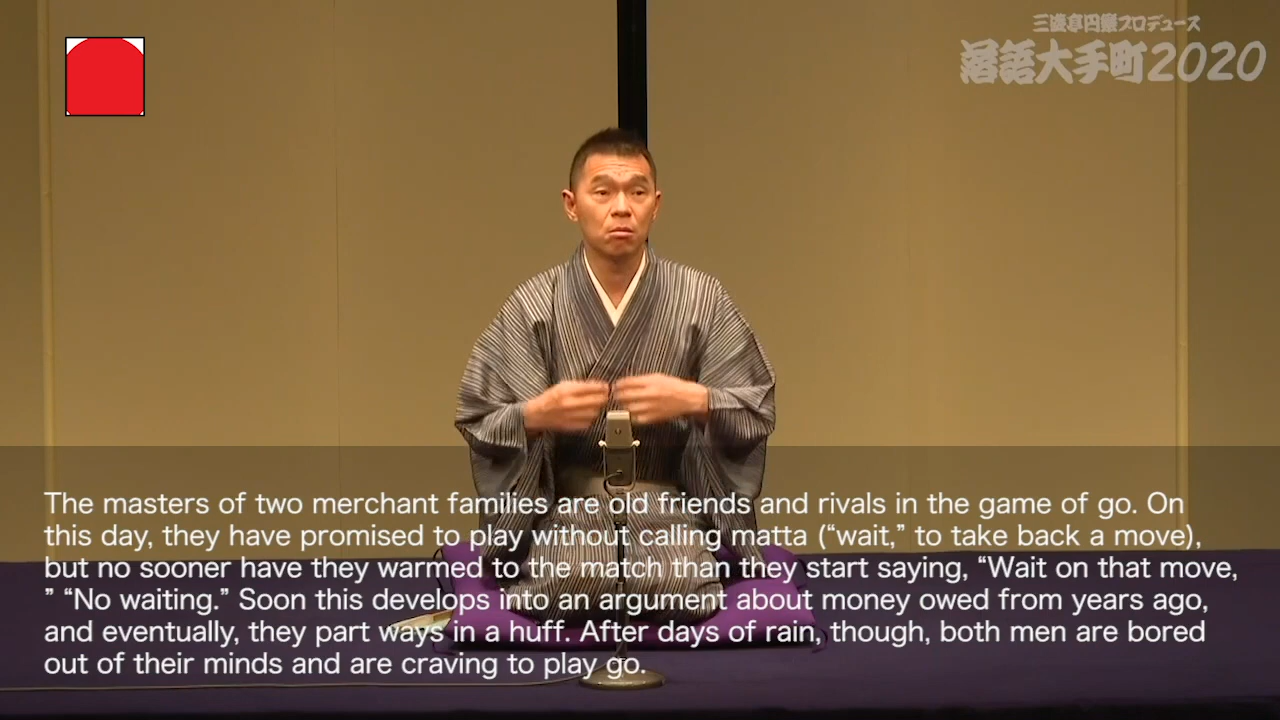 三遊亭円楽プロデュース
落語大手町2020
The masters of two merchant families are old friends and rivals in the game of go. On
this day, they have promised to play without calling matta (“wait,” to take back a move),
but no sooner have they warmed to the match than they start saying, “Wait on that move,
” “No waiting.” Soon this develops into an argument about money owed from years ago,
and eventually, they part ways in a huff. After days of rain, though, both men are bored
out of their minds and are craving to play go.